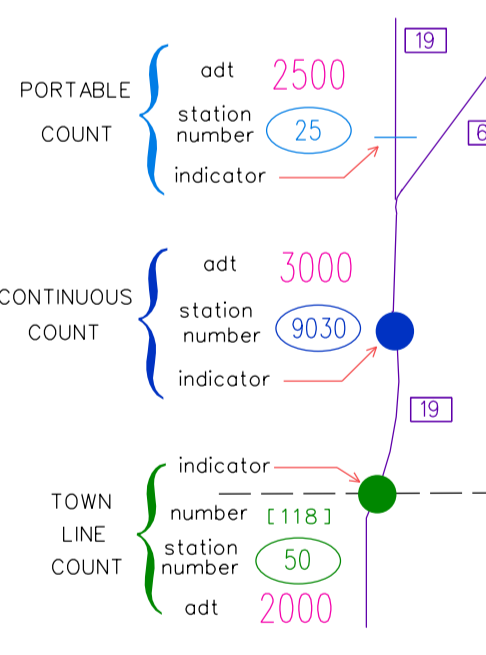 19
PORTABLE
COUNT
adt 2500
station
number 25
indicator
6
CONTINUOUS
COUNT
adt 3000
station
number 9030
indicator
19
TOWN
LINE
COUNT
indicator
number [118]
station
number 50
adt 2000